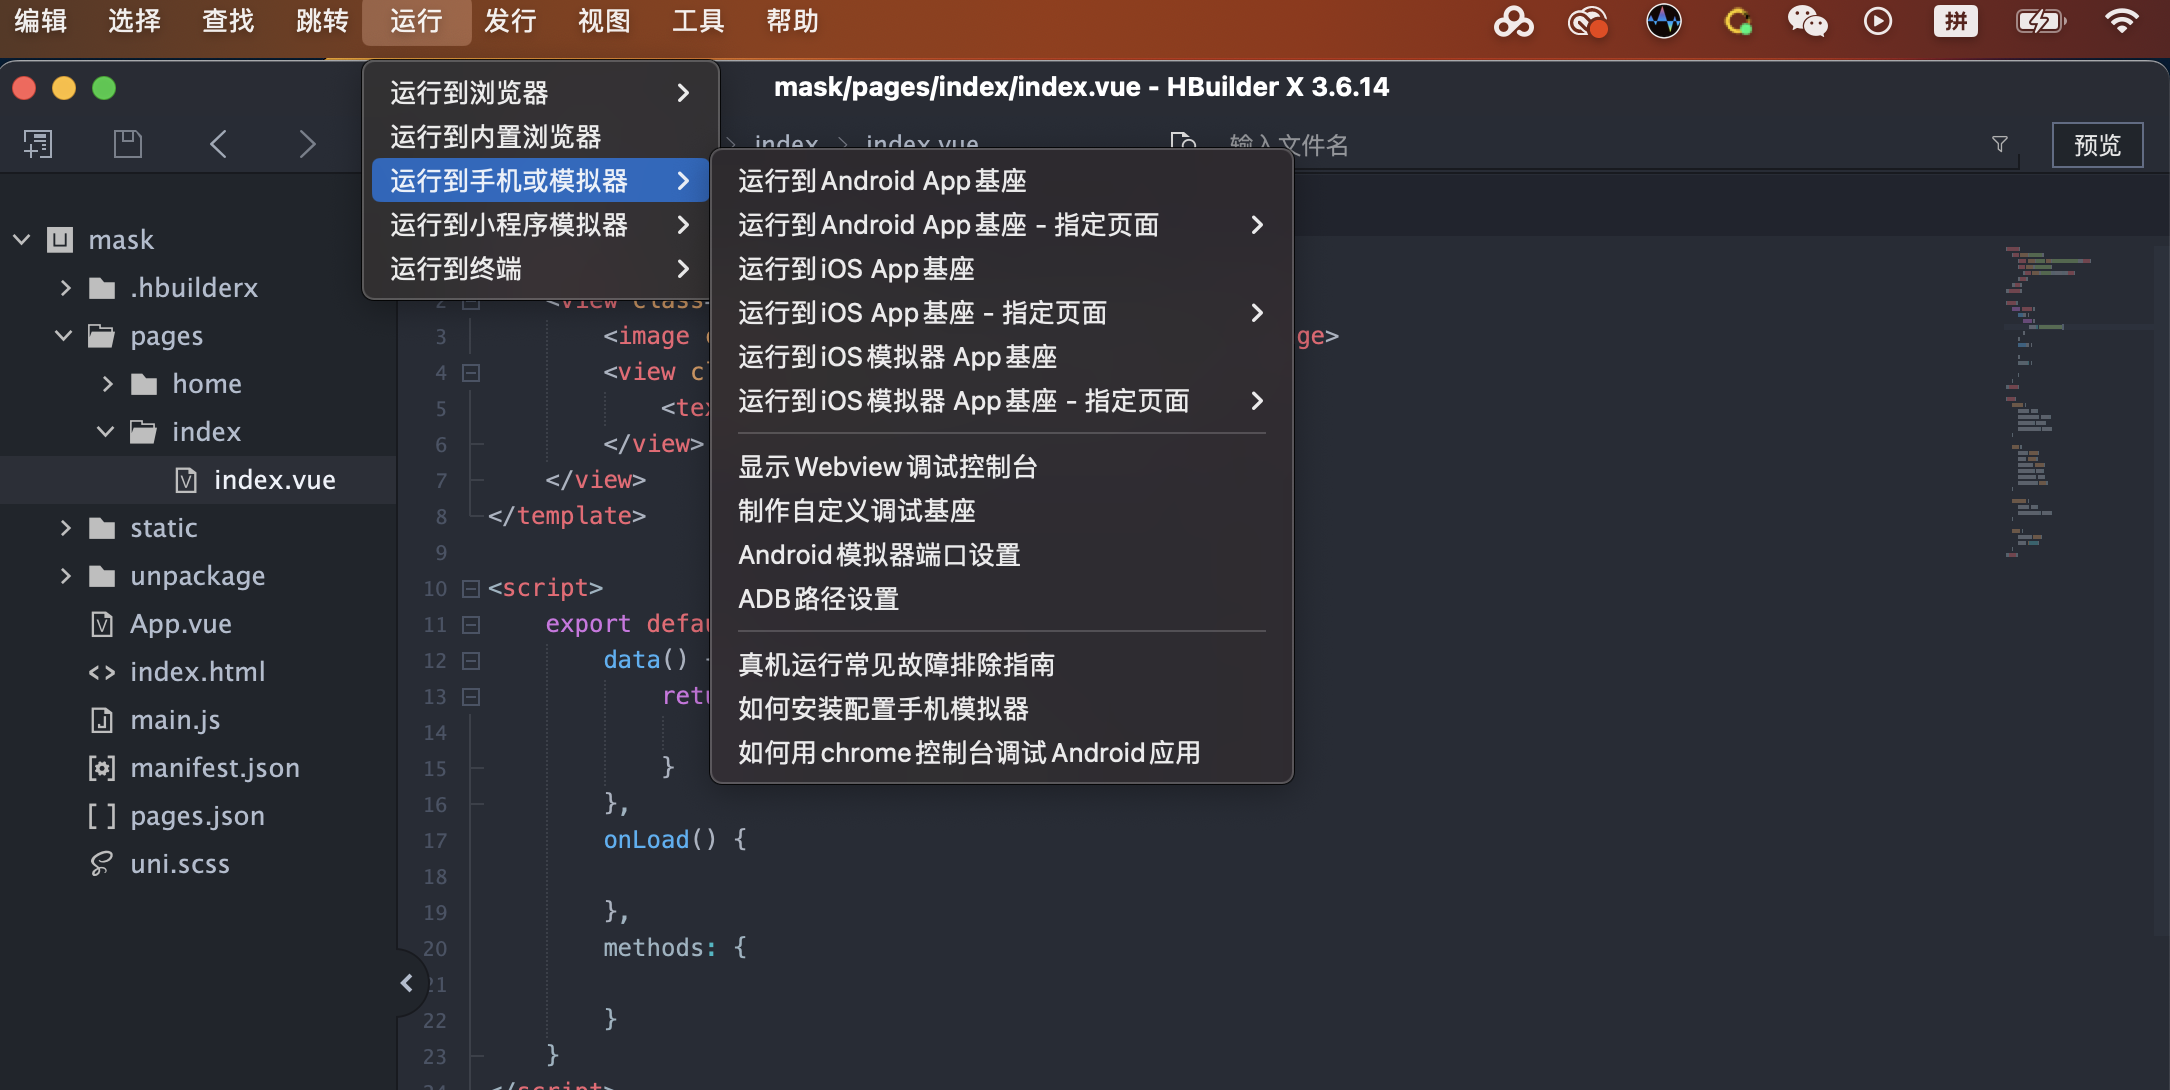 编辑 选择 查找 跳转 运行 发行 视图 工具 帮助
拼
mask/pages/index/index.vue - HBuilder X 3.6.14
index index.vue 输入文件名 预览
运行到浏览器
运行到内置浏览器
运行到手机或模拟器
运行到小程序模拟器
运行到终端
运行到Android App基座
运行到Android App基座 - 指定页面
运行到iOS App基座
运行到iOS App基座 - 指定页面
运行到iOS模拟器 App基座
运行到iOS模拟器 App基座 - 指定页面
显示Webview调试控制台
制作自定义调试基座
Android模拟器端口设置
ADB路径设置
真机运行常见故障排除指南
如何安装配置手机模拟器
如何用chrome控制台调试Android应用
mask
.hbuilderx
pages
home
index
index.vue
static
unpackage
App.vue
index.html
main.js
manifest.json
pages.json
uni.scss
2 <view class=
3 <image ge>
4 <view c
5 <te
6 </view>
7 </view>
8 </template>
9
10 <script>
11 export defau
12 data()
13 retu
14
15 }
16 },
17 onLoad() {
18
19 },
20 methods: {
21
22 }
23 }
24 </script>